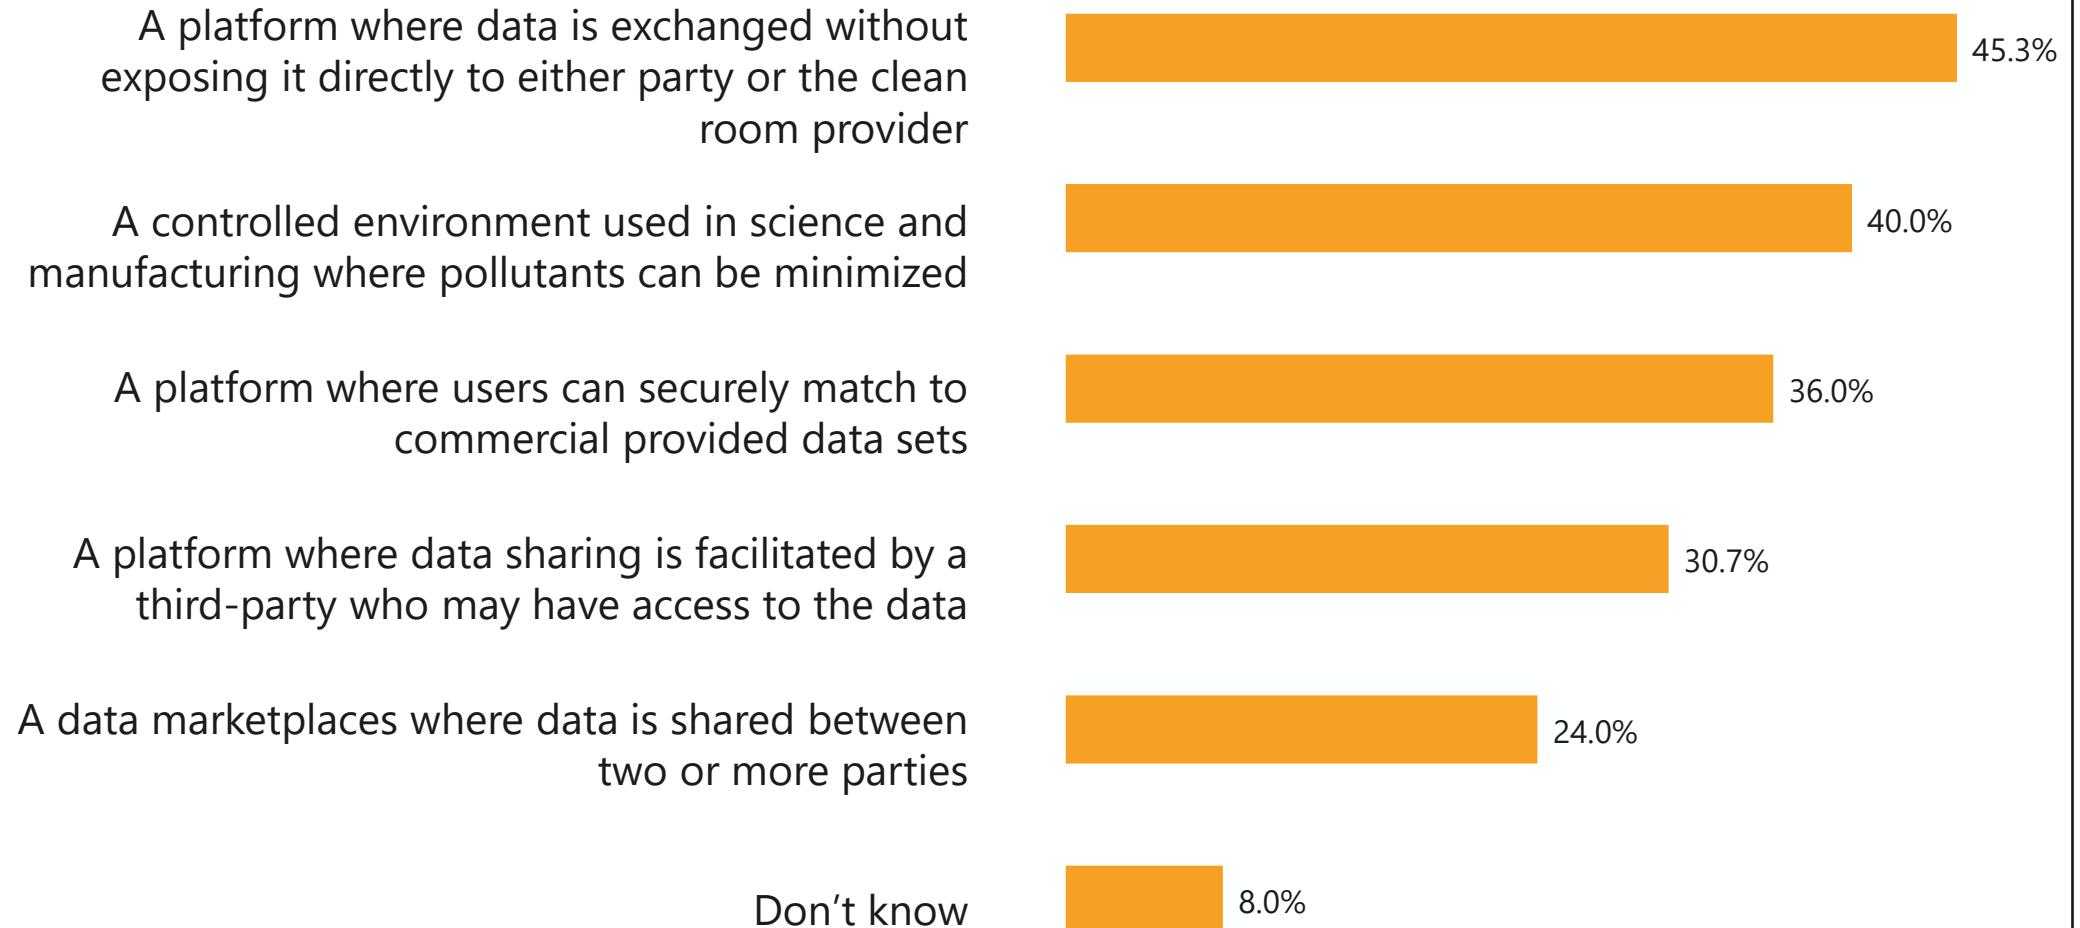 A platform where data is exchanged without
exposing it directly to either party or the clean
room provider
45.3%
A controlled environment used in science and
manufacturing where pollutants can be minimized
40.0%
A platform where users can securely match to
commercial provided data sets
36.0%
A platform where data sharing is facilitated by a
third-party who may have access to the data
30.7%
A data marketplaces where data is shared between
two or more parties
24.0%
Don’t know
8.0%